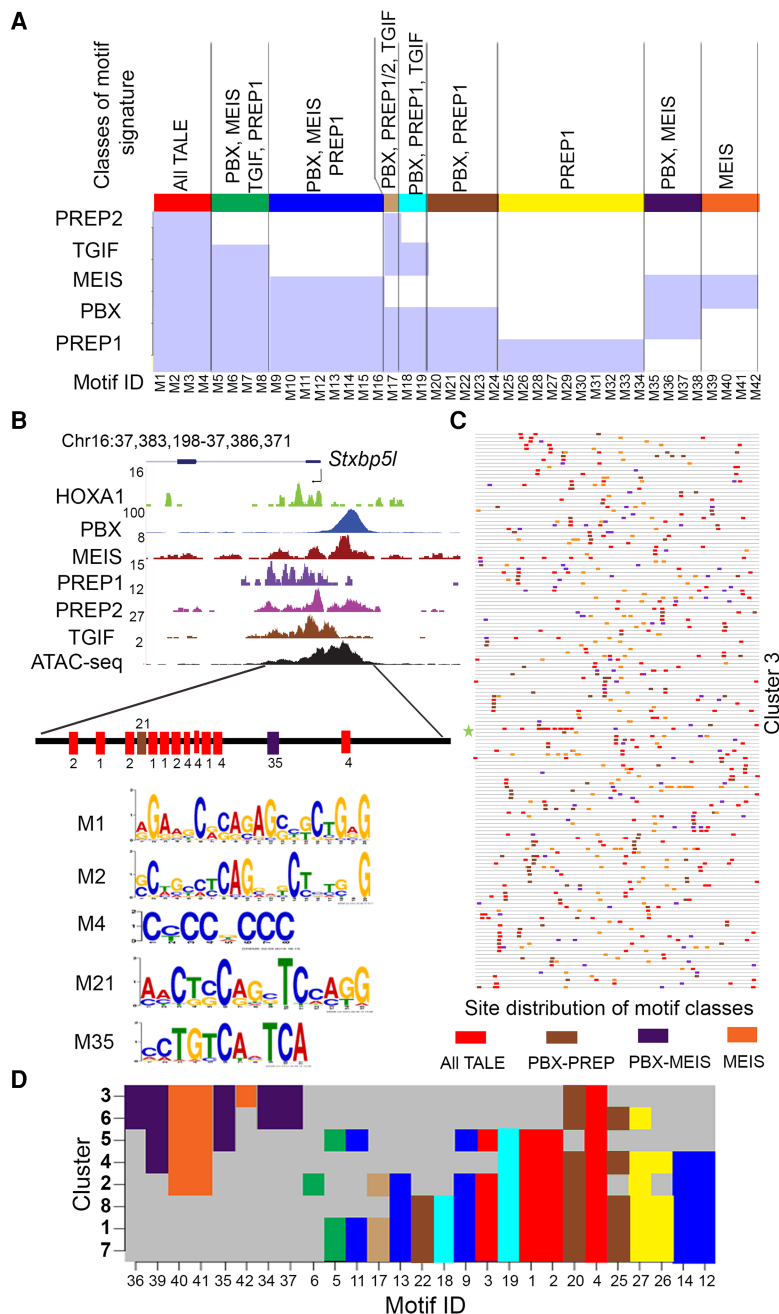 A
Classes of motif
signature
All TALE
PBX, MEIS
TGIF, PREP1
PBX, MEIS
PREP1
PBX, PREP1/2, TGIF
PBX, PREP1, TGIF
PBX, PREP1
PREP1
PBX, MEIS
MEIS
PREP2
TGIF
MEIS
PBX
PREP1
Motif ID
M1 M2 M3 M4 M5 M6 M7 M8 M9 M10 M11 M12 M13 M14 M15 M16 M17 M18 M19 M20 M21 M22 M23 M24 M25 M26 M27 M28 M29 M30 M31 M32 M33 M34 M35 M36 M37 M38 M39 M40 M41 M42
B
Chr16:37,383,198-37,386,371
Stxbp5l
16
HOXA1
100
PBX
8
MEIS
15
PREP1
12
PREP2
27
TGIF
2
ATAC-seq
21
2 1 2 1 1 2 4 4 1 4 35 4
M1
M2
M4
M21
M35
C
Cluster 3
Site distribution of motif classes
All TALE PBX-PREP PBX-MEIS MEIS
D
Cluster
3
6
5
4
2
8
1
7
36 39 40 41 35 42 34 37 6 5 11 17 13 22 18 9 3 19 1 2 20 4 25 27 26 14 12
Motif ID